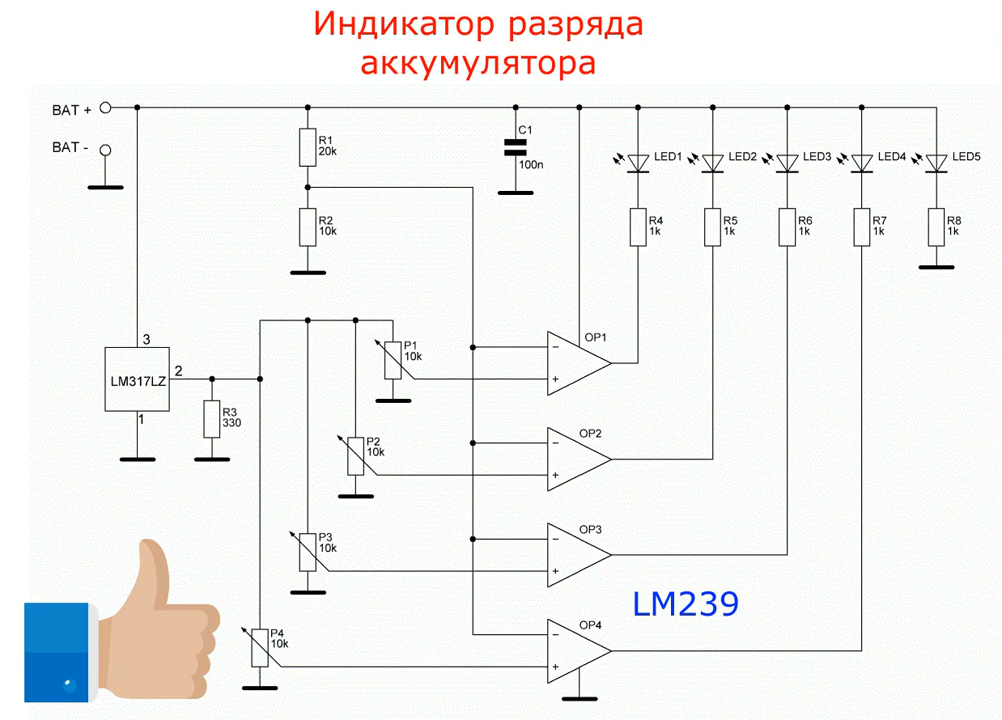 Индикатор разряда
аккумулятора
BAT +
BAT -
R1
20k
R2
10k
C1
100n
LED1
LED2
LED3
LED4
LED5
R4
1k
R5
1k
R6
1k
R7
1k
R8
1k
3
LM317LZ
2
1
R3
330
P1
10k
P2
10k
P3
10k
P4
10k
OP1
- 
+
OP2
-
+
OP3
-
+
LM239
OP4
-
+